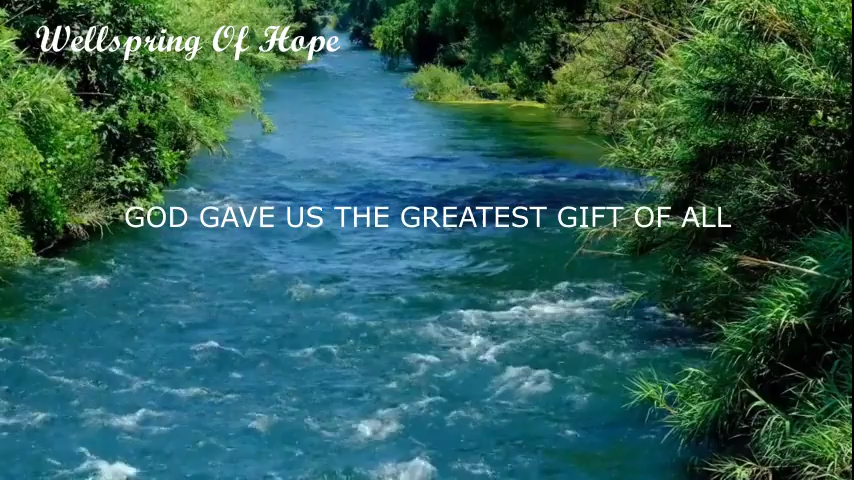 Wellspring Of Hope
GOD GAVE US THE GREATEST GIFT OF ALL